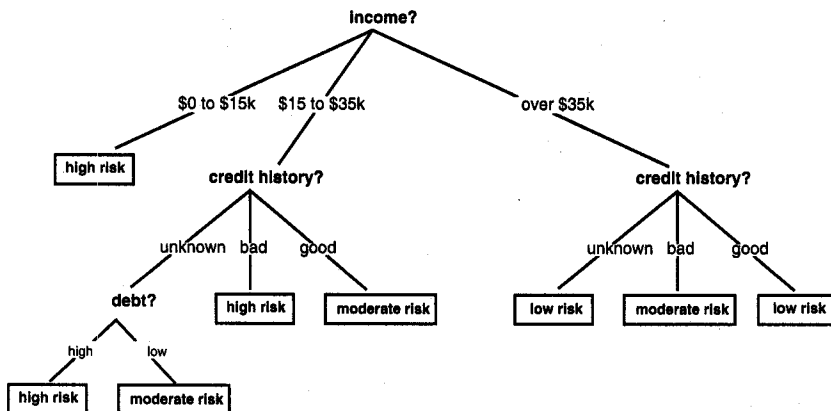 income?
$0 to $15k $15 to $35k over $35k
high risk
credit history? credit history?
unknown bad good unknown bad good
debt? high risk moderate risk low risk moderate risk low risk
high low
high risk moderate risk